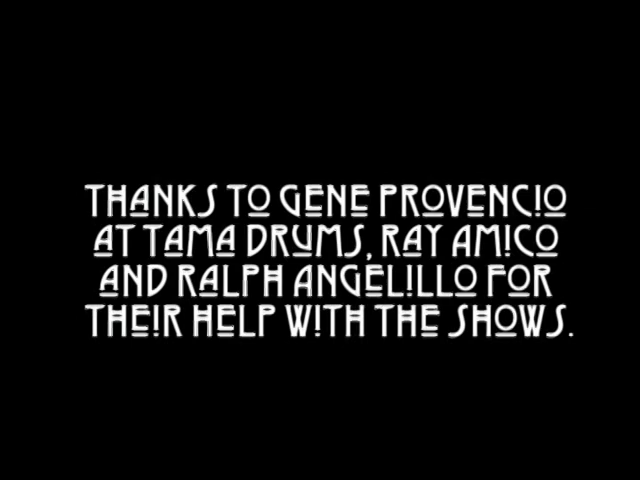 THANKS TO GENE PROVENCIO
AT TAMA DRUMS, RAY AMICO
AND RALPH ANGELILLO FOR
THEIR HELP WITH THE SHOWS.